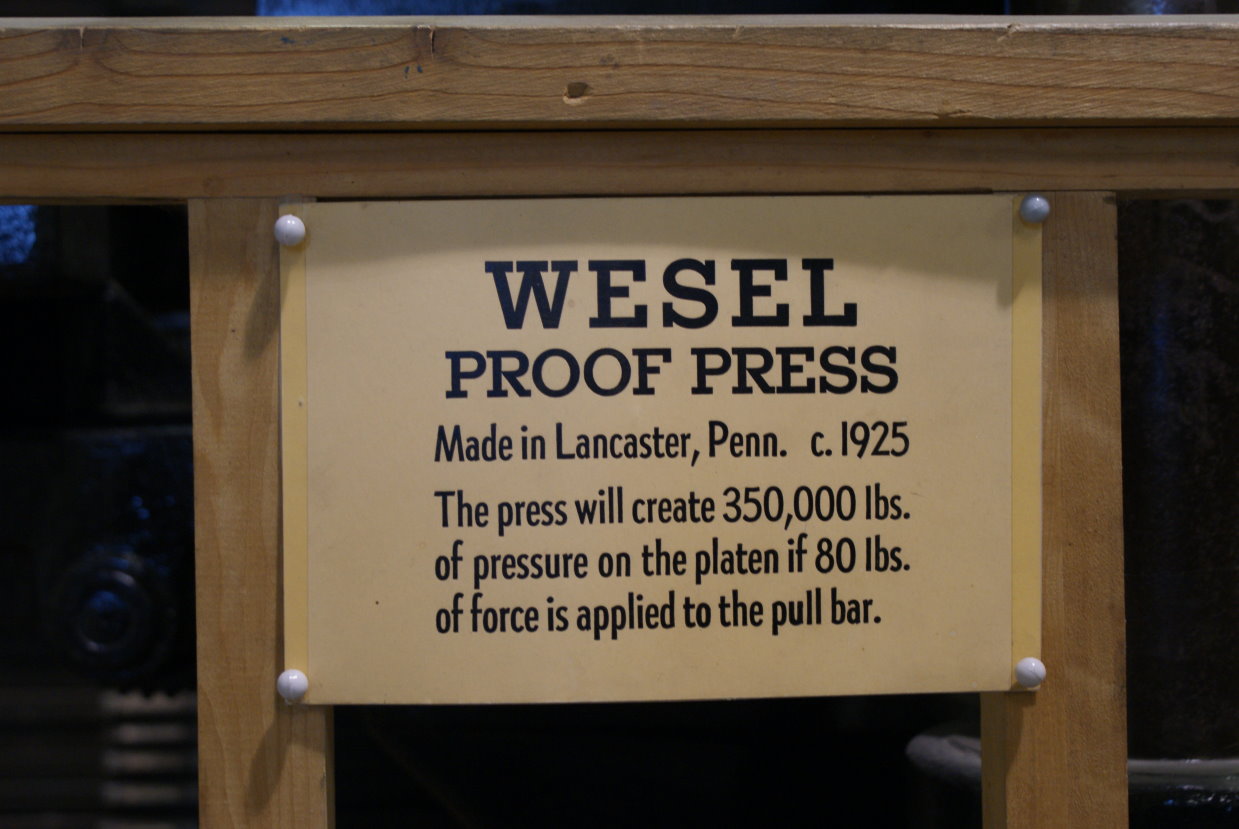 WESEL
PROOF PRESS
Made in Lancaster, Penn. c. 1925
The press will create 350,000 lbs.
of pressure on the platen if 80 lbs.
of force is applied to the pull bar.